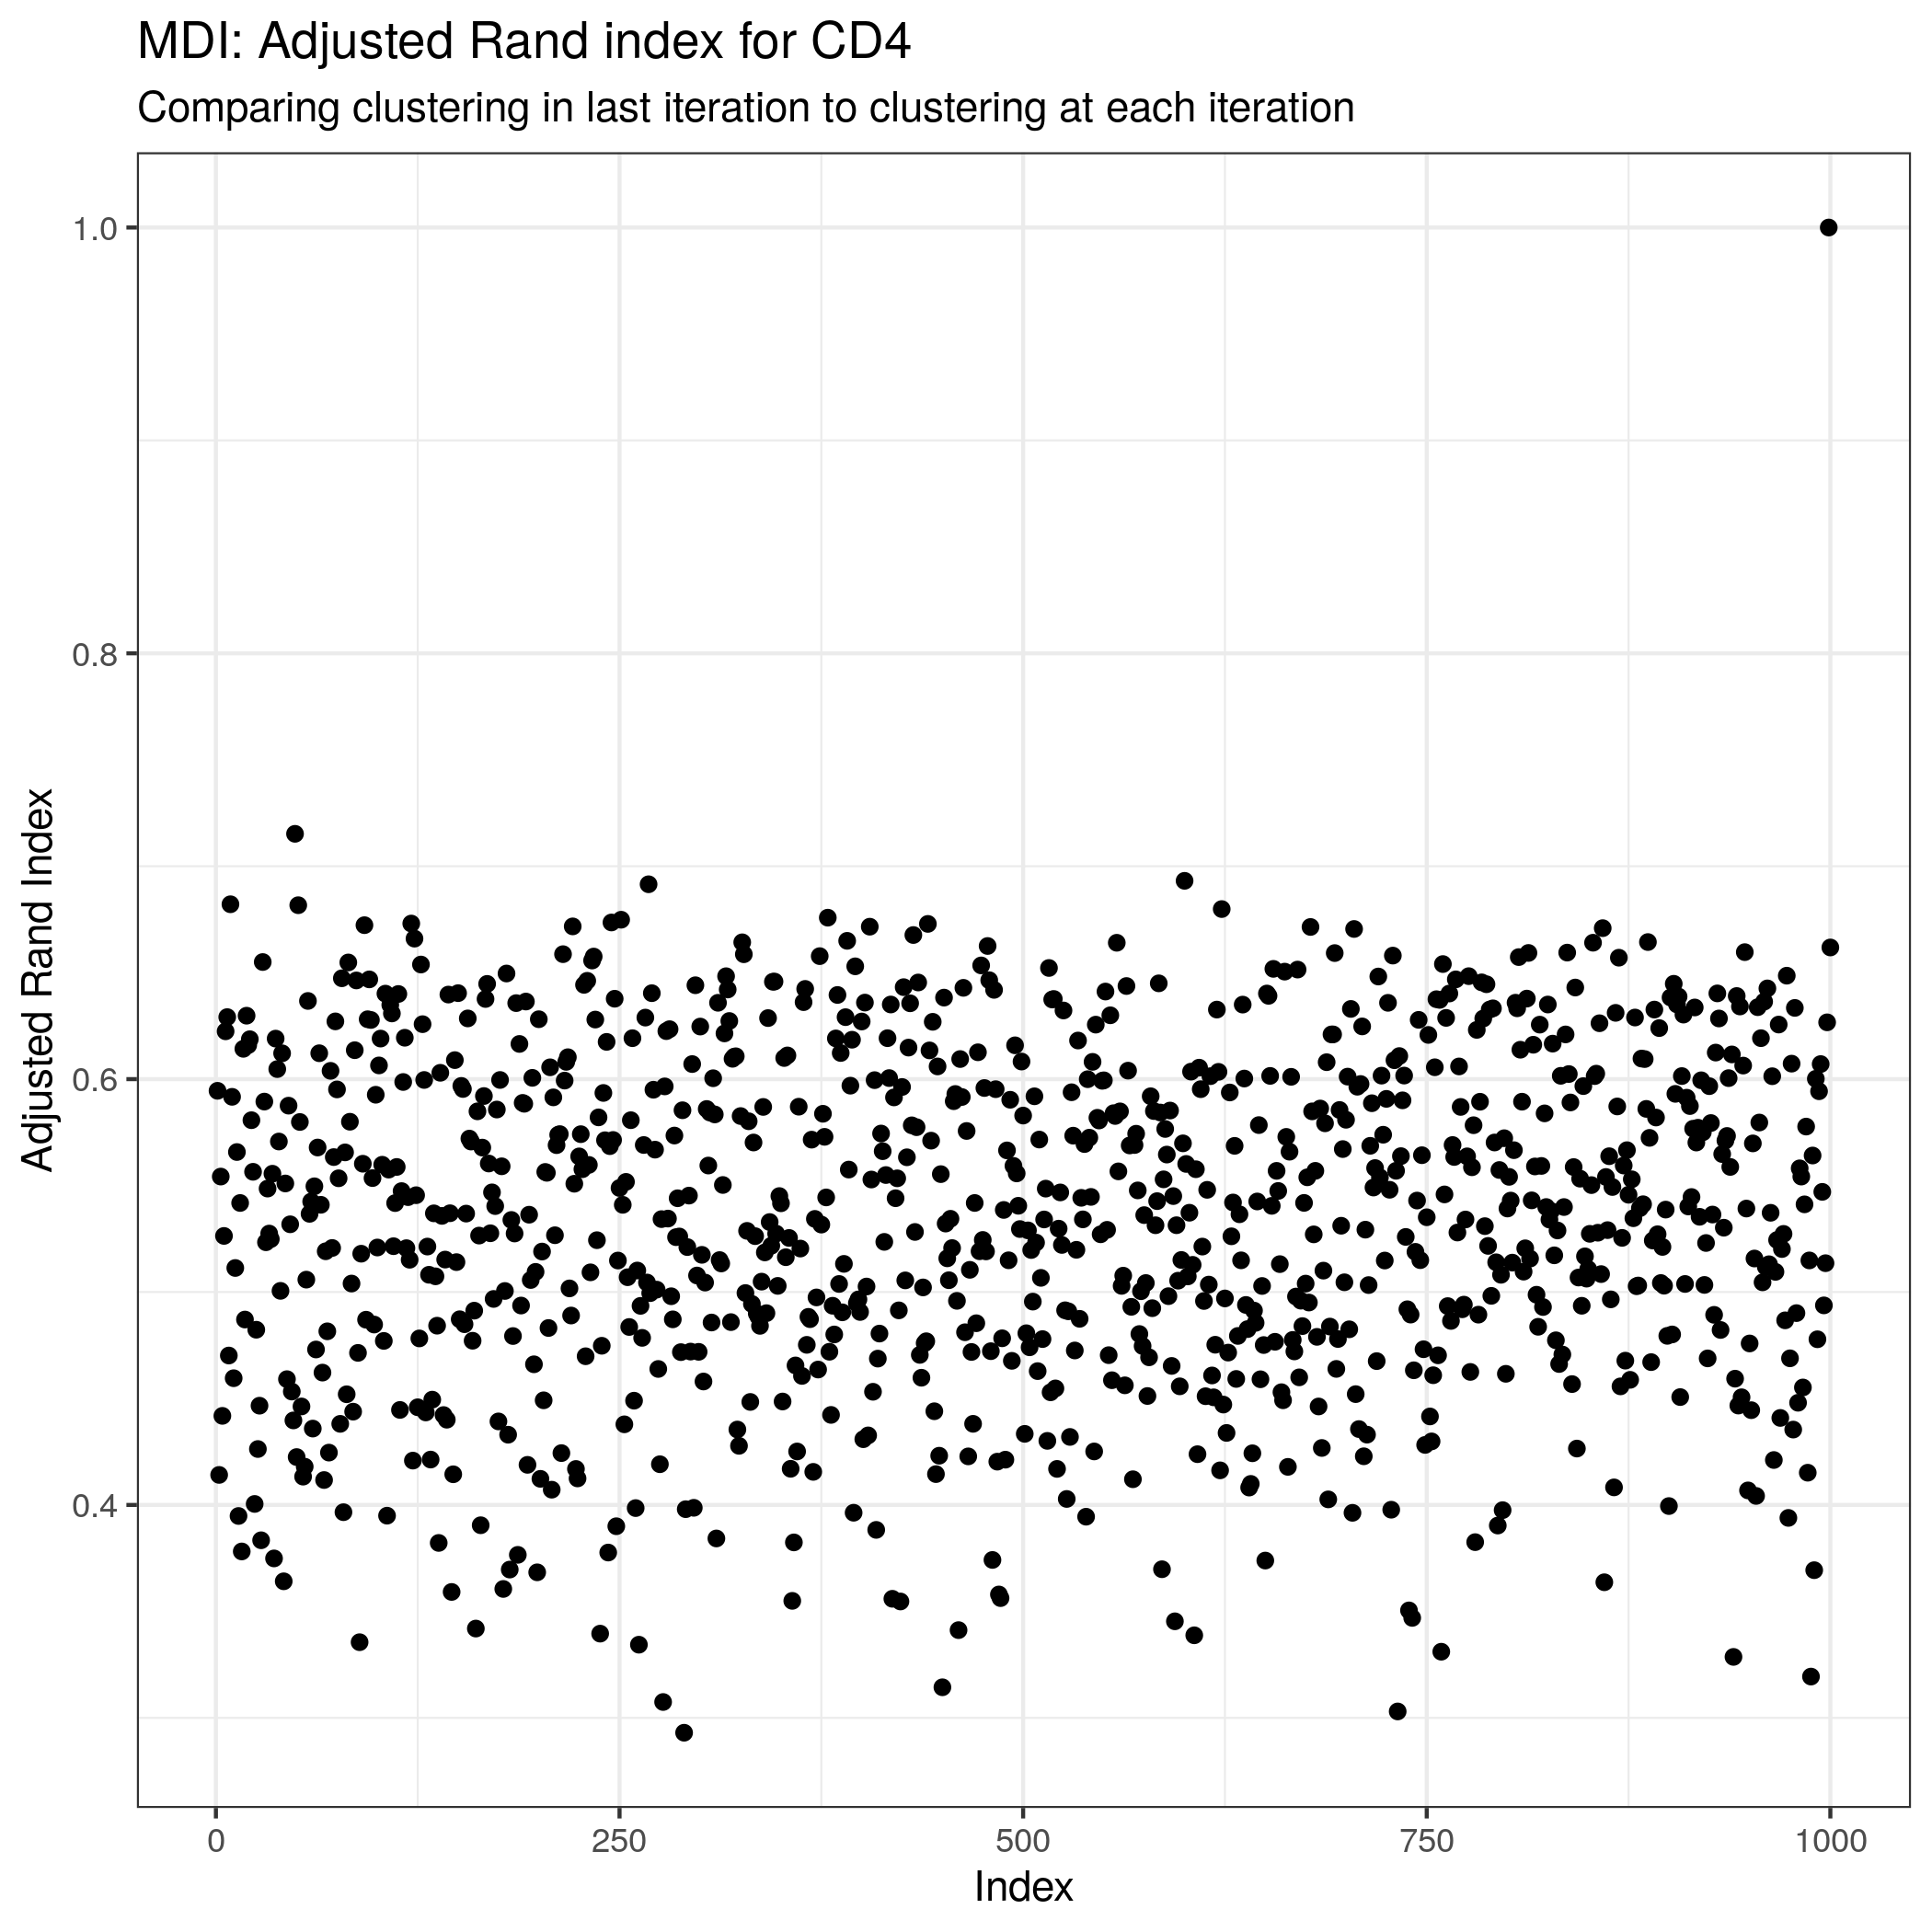 MDI: Adjusted Rand index for CD4
Comparing clustering in last iteration to clustering at each iteration
Adjusted Rand Index
1.0
0.8
0.6
0.4
0 250 500 750 1000
Index